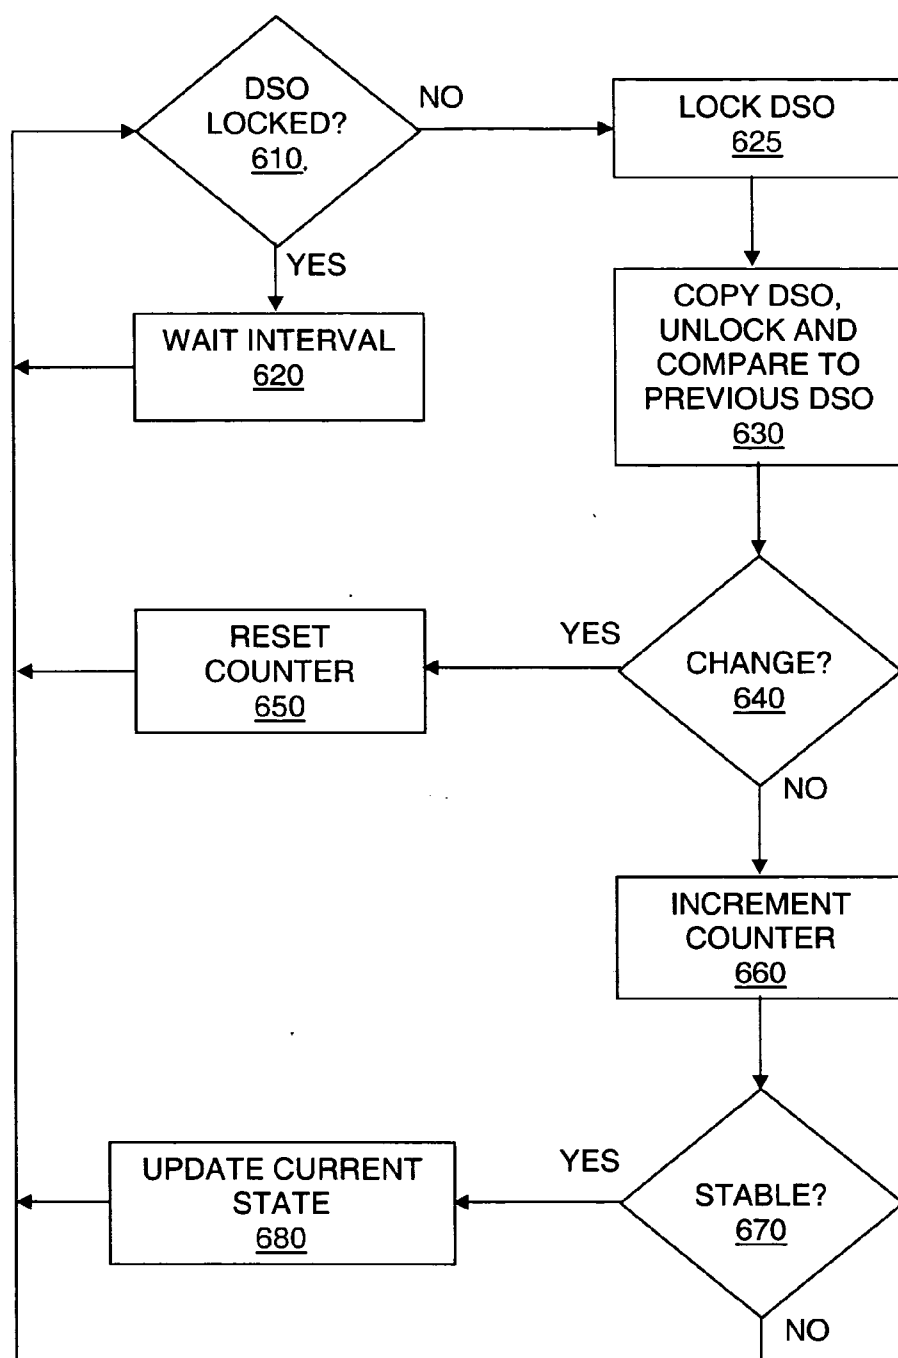 DSO
LOCKED?
610
NO
LOCK DSO
625
YES
WAIT INTERVAL
620
COPY DSO,
UNLOCK AND
COMPARE TO
PREVIOUS DSO
630
YES
RESET
COUNTER
650
CHANGE?
640
NO
INCREMENT
COUNTER
660
YES
UPDATE CURRENT
STATE
680
STABLE?
670
NO